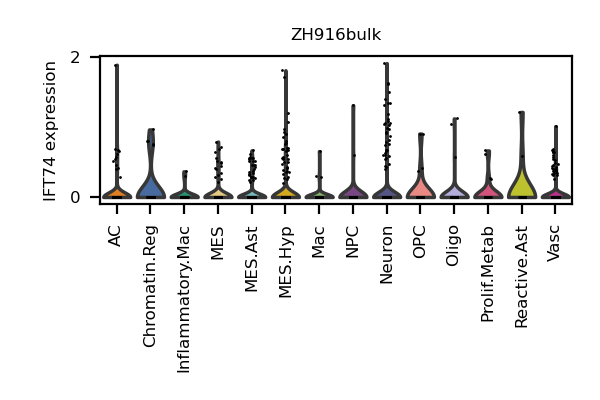 ZH916bulk
IFT74 expression
2
0
AC
Chromatin.Reg
Inflammatory.Mac
MES
MES.Ast
MES.Hyp
Mac
NPC
Neuron
OPC
Oligo
Prolif.Metab
Reactive.Ast
Vasc